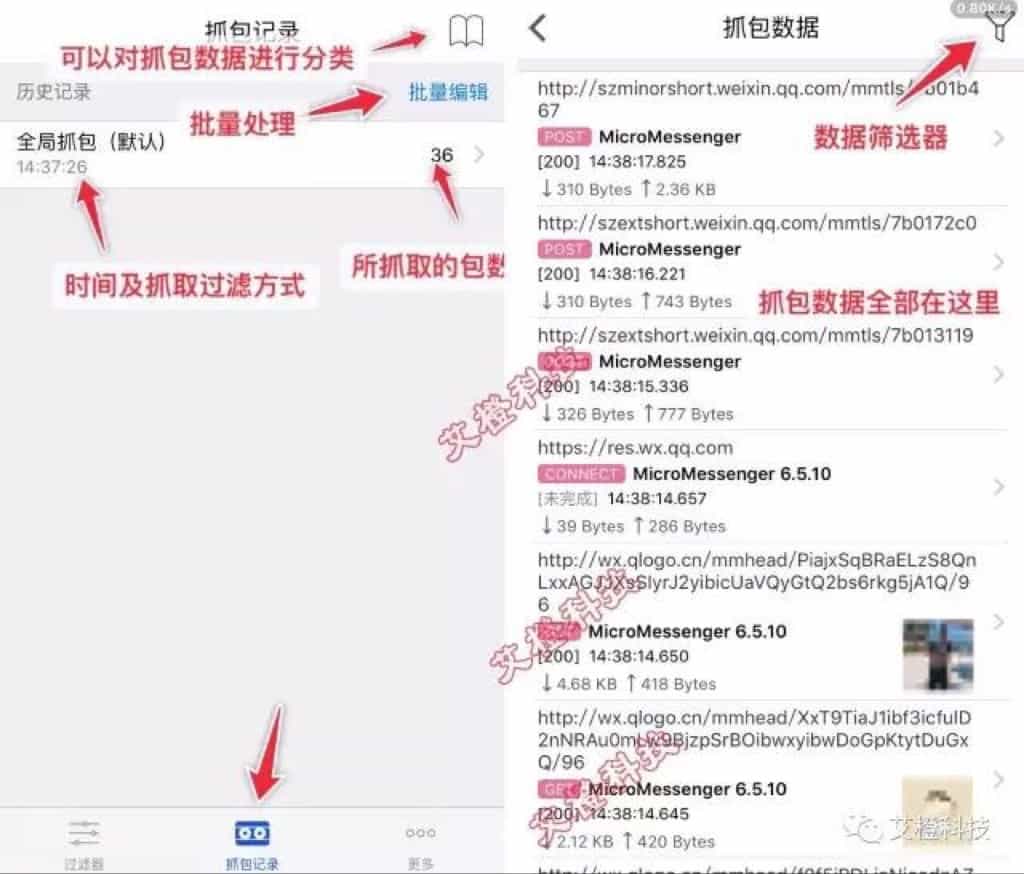 抓包记录
可以对抓包数据进行分类
历史记录
批量编辑
批量处理
全局抓包（默认）
14:37:26
36
时间及抓取过滤方式
所抓取的包数
过滤器
抓包记录
更多
0.80K/s
抓包数据
http://szminorshort.weixin.qq.com/mmtls/ b01b4
67
数据筛选器
POST MicroMessenger
[200] 14:38:17.825
↓310 Bytes ↑2.36 KB
http://szextshort.weixin.qq.com/mmtls/7b0172c0
POST MicroMessenger
[200] 14:38:16.221
↓310 Bytes ↑743 Bytes
抓包数据全部在这里
http://szextshort.weixin.qq.com/mmtls/7b013119
MicroMessenger
[200] 14:38:15.336
↓326 Bytes ↑777 Bytes
https://res.wx.qq.com
CONNECT MicroMessenger 6.5.10
[未完成] 14:38:14.657
↓39 Bytes ↑286 Bytes
http://wx.qlogo.cn/mmhead/PiajxSqBRaELzS8Qn
LxxAGJJXsSlyrJ2yibicUaVQyGtQ2bs6rkg5jA1Q/9
6
MicroMessenger 6.5.10
[200] 14:38:14.650
↓4.68 KB ↑418 Bytes
http://wx.qlogo.cn/mmhead/XxT9TiaJ1ibf3icfuID
2nNRAu0mcw9BjzpSrBOibwxyibwDoGpKtytDuGx
Q/96
GET MicroMessenger 6.5.10
[200] 14:38:14.645
↓2.12 KB ↑420 Bytes
艾橙科技
艾橙科技
艾橙科技
艾橙科技